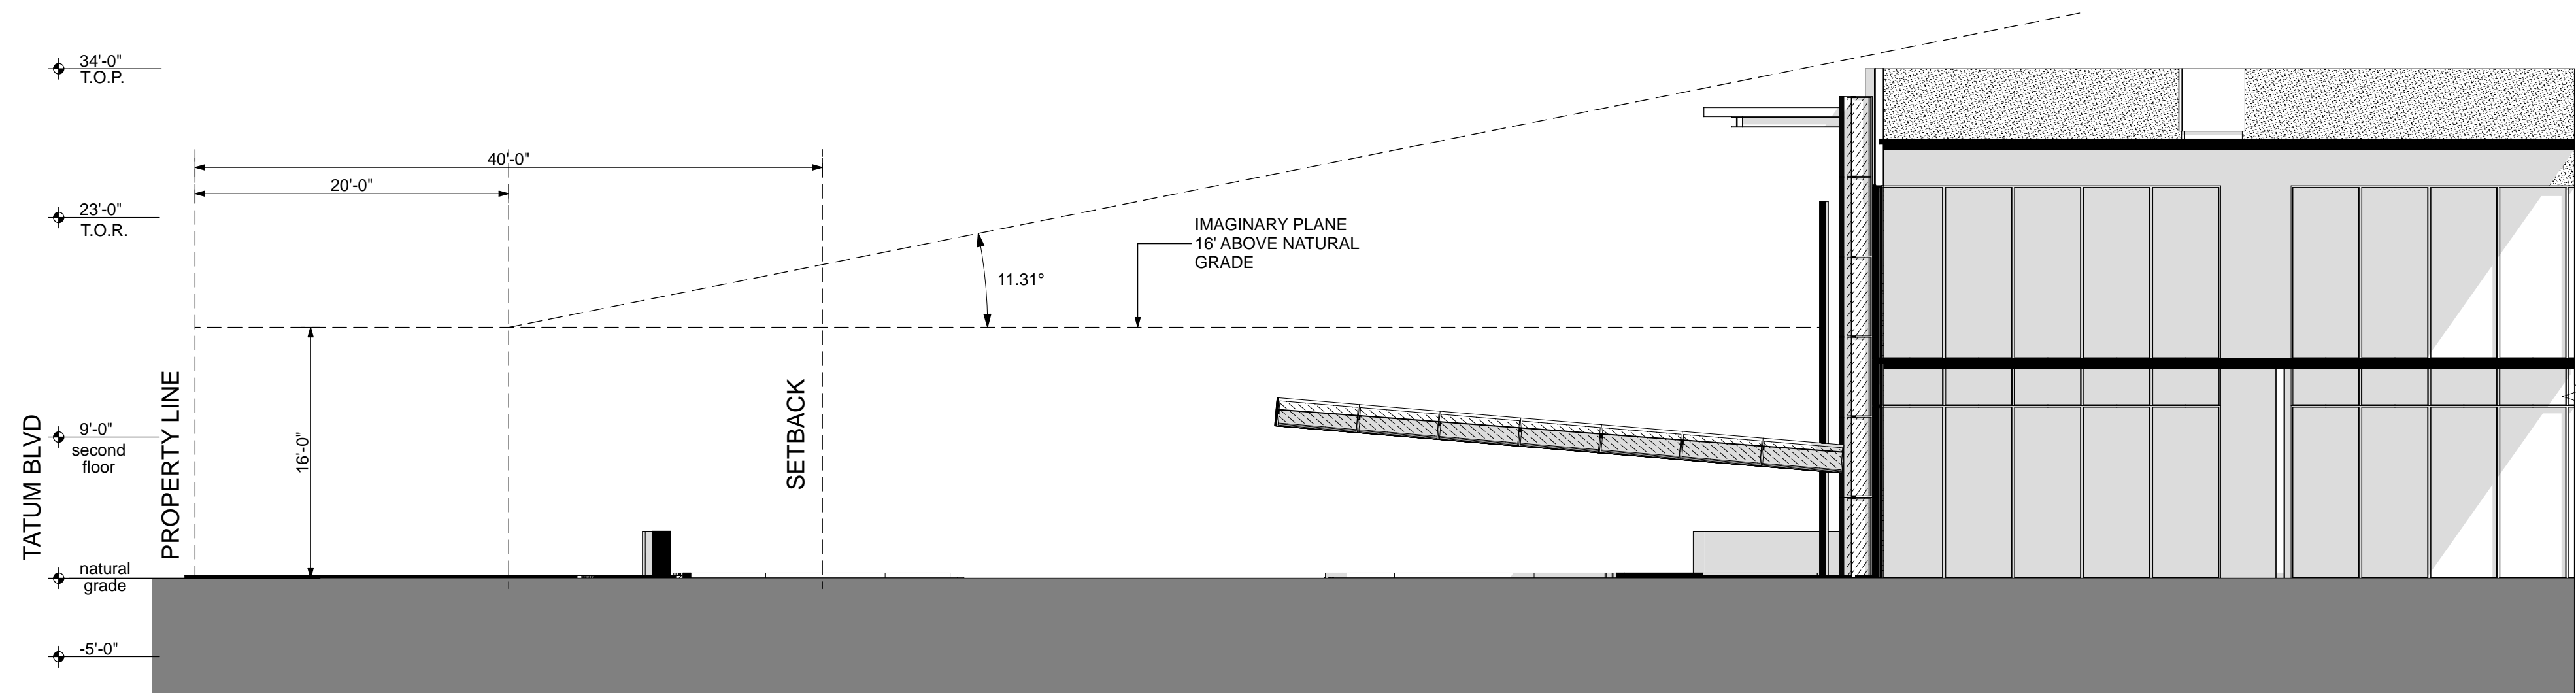 34'-0"
T.O.P.
40'-0"
20'-0"
23'-0"
T.O.R.
IMAGINARY PLANE
16' ABOVE NATURAL
GRADE
11.31°
TATUM BLVD
PROPERTY LINE
16'-0"
SETBACK
9'-0"
second
floor
natural
grade
-5'-0"